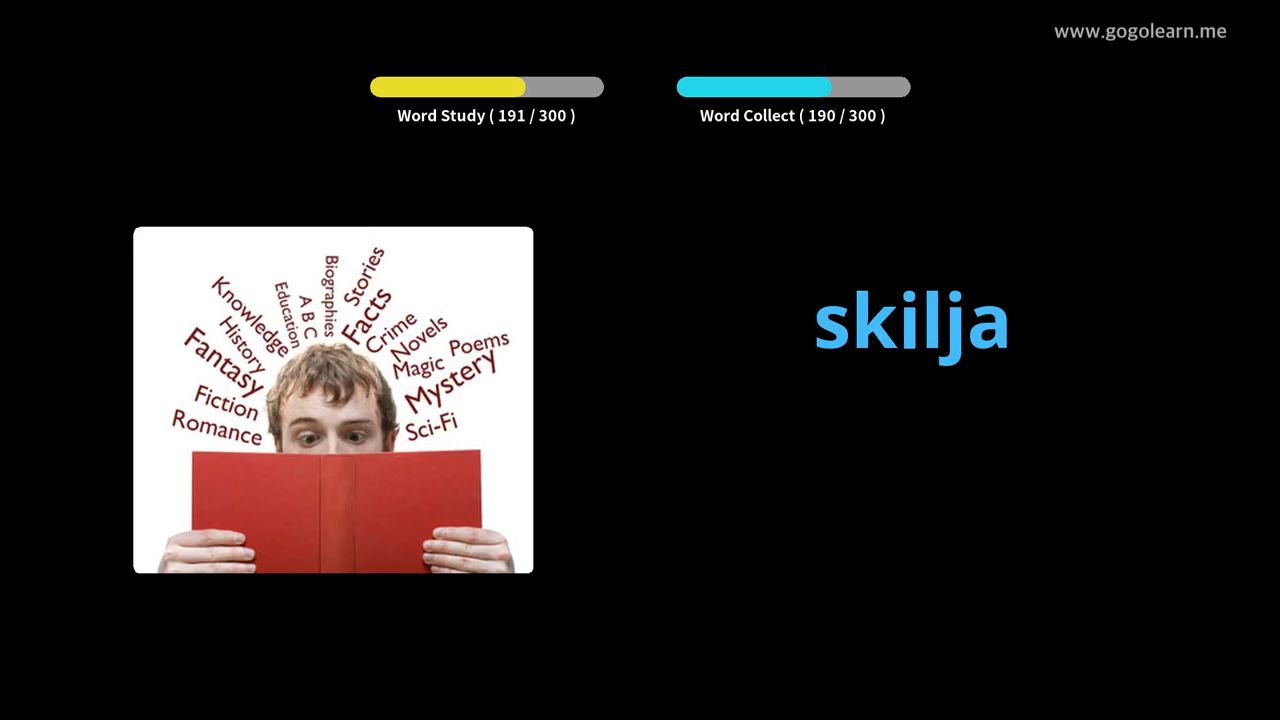 www.gogolearn.me
Word Study ( 191 / 300 )
Word Collect ( 190 / 300 )
skilja
Biographies
Stories
Knowledge
Education
A B C
Facts
History
Crime
Novels
Fantasy
Magic
Poems
Mystery
Fiction
Romance
Sci-Fi